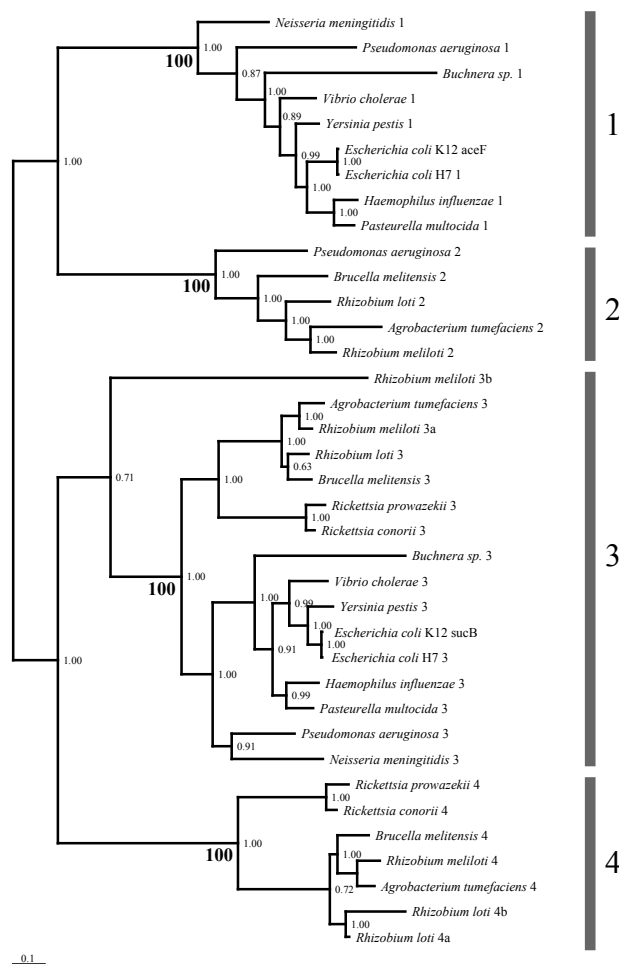 Neisseria meningitidis 1
1.00
100
Pseudomonas aeruginosa 1
0.87
Buchnera sp. 1
1.00
Vibrio cholerae 1
0.89
Yersinia pestis 1
0.99
Escherichia coli K12 aceF
1.00
Escherichia coli H7 1
1.00
Haemophilus influenzae 1
1.00
Pasteurella multocida 1
1
1.00
Pseudomonas aeruginosa 2
1.00
100
Brucella melitensis 2
1.00
Rhizobium loti 2
1.00
Agrobacterium tumefaciens 2
1.00
Rhizobium meliloti 2
2
Rhizobium meliloti 3b
Agrobacterium tumefaciens 3
1.00
Rhizobium meliloti 3a
1.00
Rhizobium loti 3
0.63
Brucella melitensis 3
0.71
1.00
Rickettsia prowazekii 3
1.00
Rickettsia conorii 3
Buchnera sp. 3
3
1.00
100
Vibrio cholerae 3
1.00
0.99
Yersinia pestis 3
1.00
Escherichia coli K12 sucB
1.00
Escherichia coli H7 3
0.91
1.00
1.00
Haemophilus influenzae 3
0.99
Pasteurella multocida 3
Pseudomonas aeruginosa 3
0.91
Neisseria meningitidis 3
Rickettsia prowazekii 4
1.00
Rickettsia conorii 4
1.00
100
Brucella melitensis 4
1.00
Rhizobium meliloti 4
4
Agrobacterium tumefaciens 4
0.72
Rhizobium loti 4b
1.00
Rhizobium loti 4a
0.1